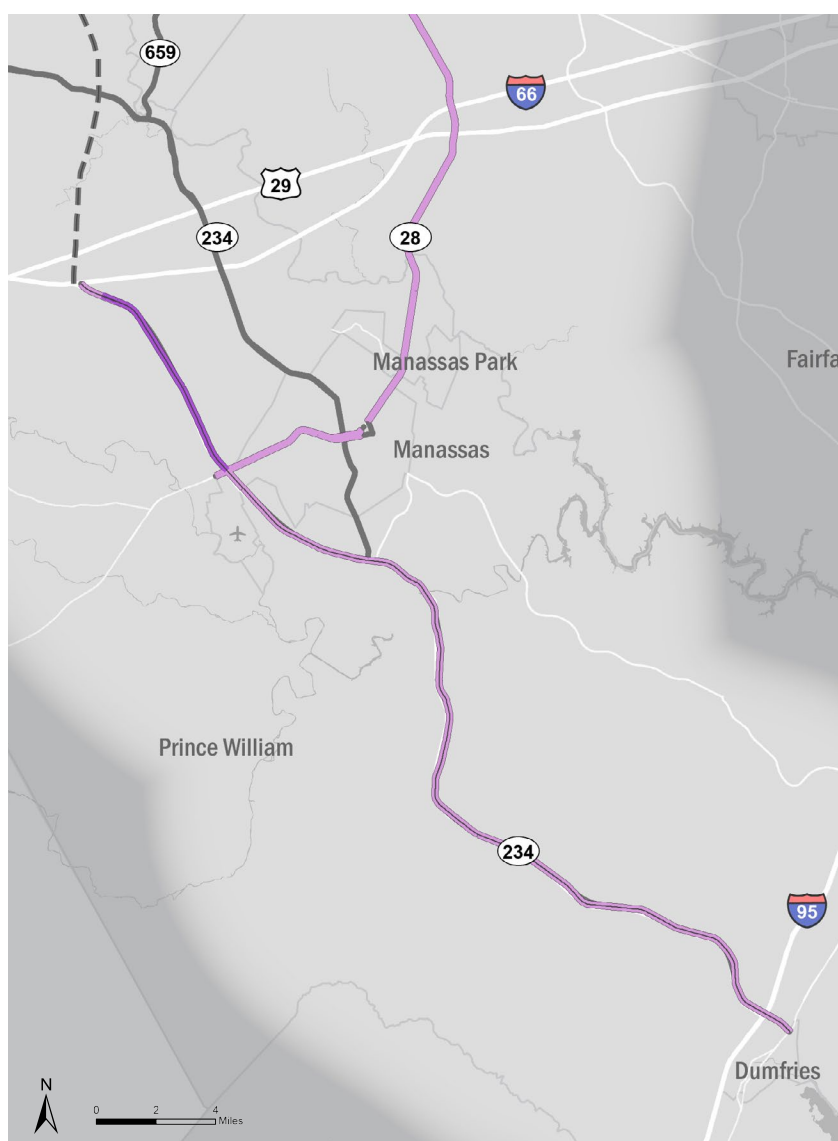 659
66
29
234
28
Manassas Park
Fairfa
Manassas
Prince William
234
95
Dumfries
N
0 2 4
Miles